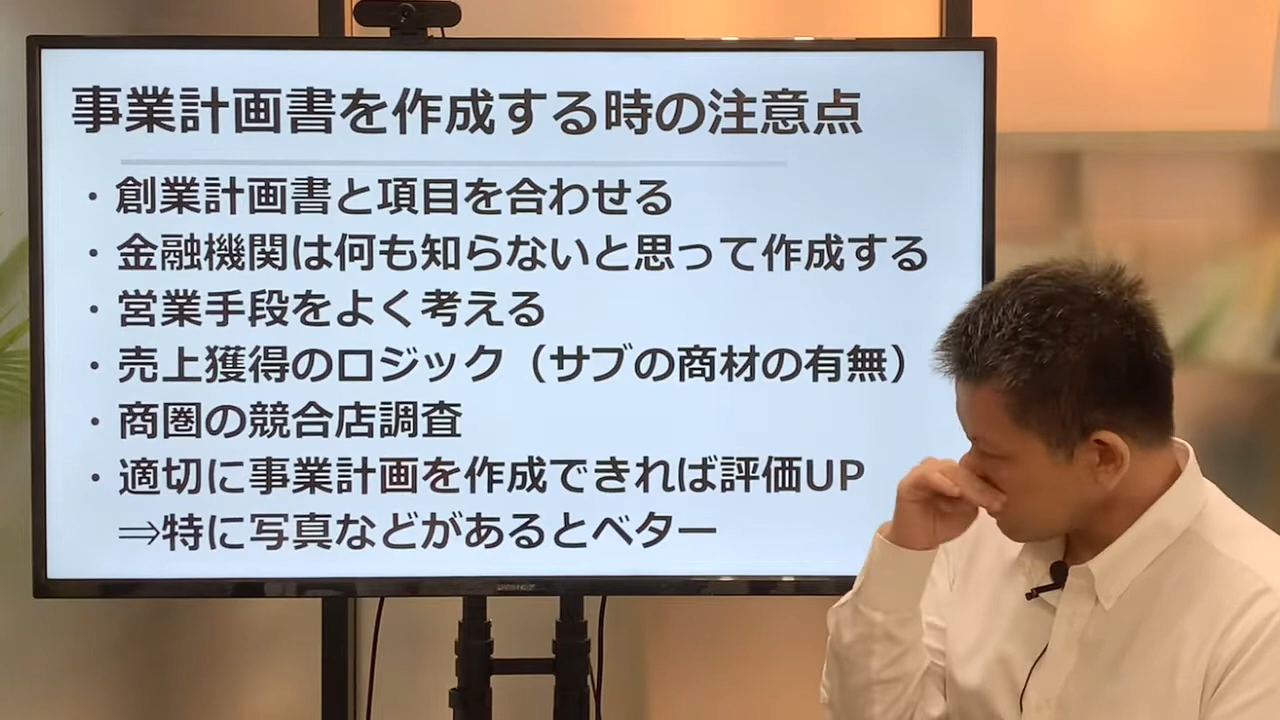 事業計画書を作成する時の注意点
・創業計画書と項目を合わせる
・金融機関は何も知らないと思って作成する
・営業手段をよく考える
・売上獲得のロジック（サブの商材の有無）
・商圏の競合店調査
・適切に事業計画を作成できれば評価UP
⇒特に写真などがあるとベター